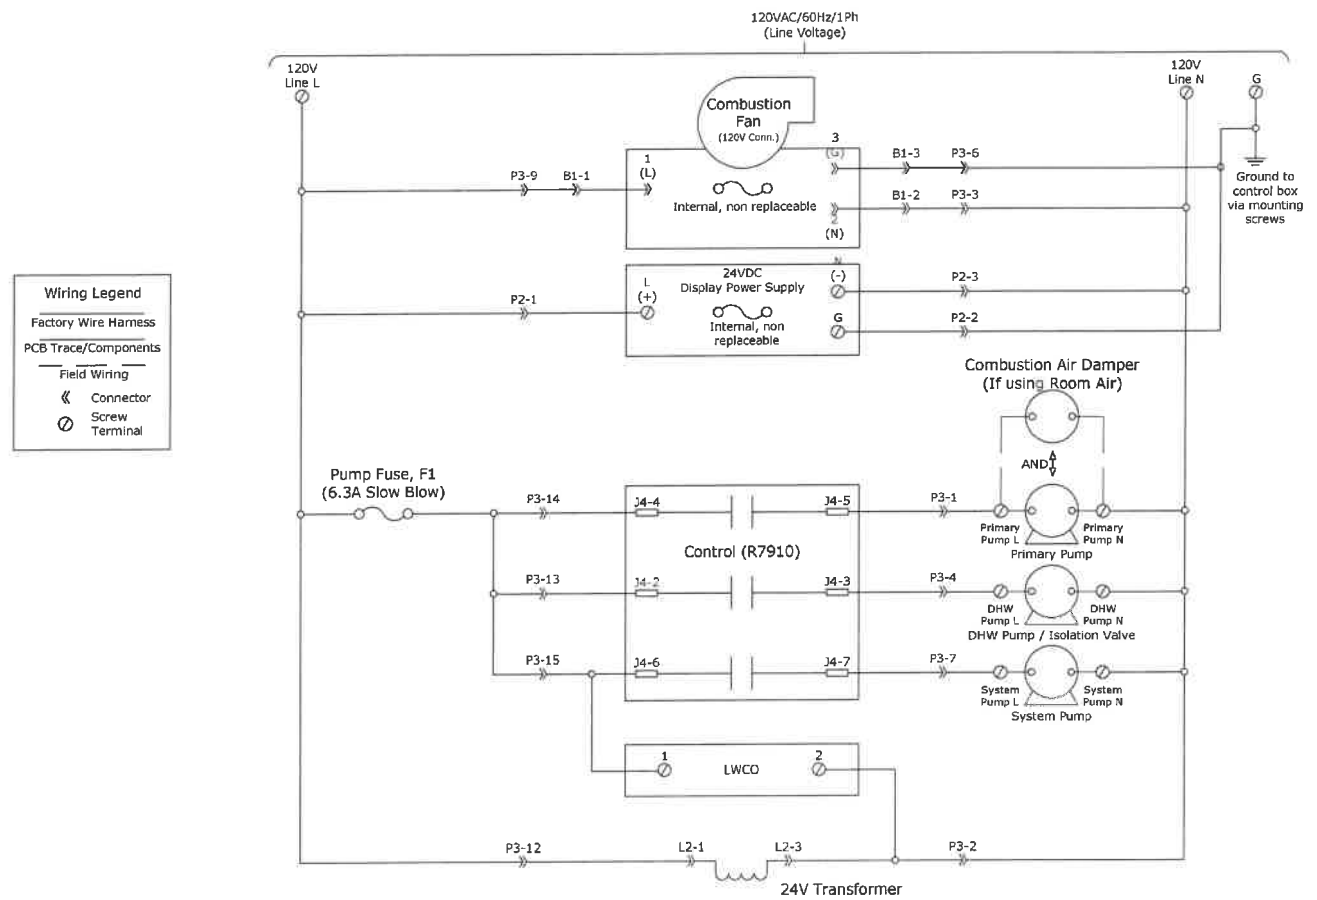 120VAC/60Hz/1Ph
(Line Voltage)
120V
Line L
120V
Line N
G
Combustion
Fan
(120V Conn.)
1
(L)
3
(G)
B1-3
P3-6
P3-9
B1-1
Internal, non replaceable
B1-2
P3-3
2
(N)
Ground to
control box
via mounting
screws
Wiring Legend
Factory Wire Harness
PCB Trace/Components
Field Wiring
Connector
Screw
Terminal
P2-1
L
(+)
24VDC
Display Power Supply
Internal, non
replaceable
N
(-)
G
P2-3
P2-2
Combustion Air Damper
(If using Room Air)
AND
Pump Fuse, F1
(6.3A Slow Blow)
P3-14
J4-4
J4-5
P3-1
Primary
Pump L
Primary
Pump N
Primary Pump
Control (R7910)
P3-13
J4-2
J4-3
P3-4
DHW
Pump L
DHW
Pump N
DHW Pump / Isolation Valve
P3-15
J4-6
J4-7
P3-7
System
Pump L
System
Pump N
System Pump
1
LWCO
2
P3-12
L2-1
L2-3
P3-2
24V Transformer